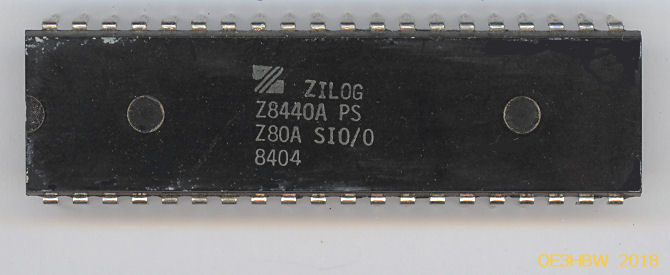 ZILOG
Z8440A PS
Z80A SIO/0
8404
OE3HBW 2018